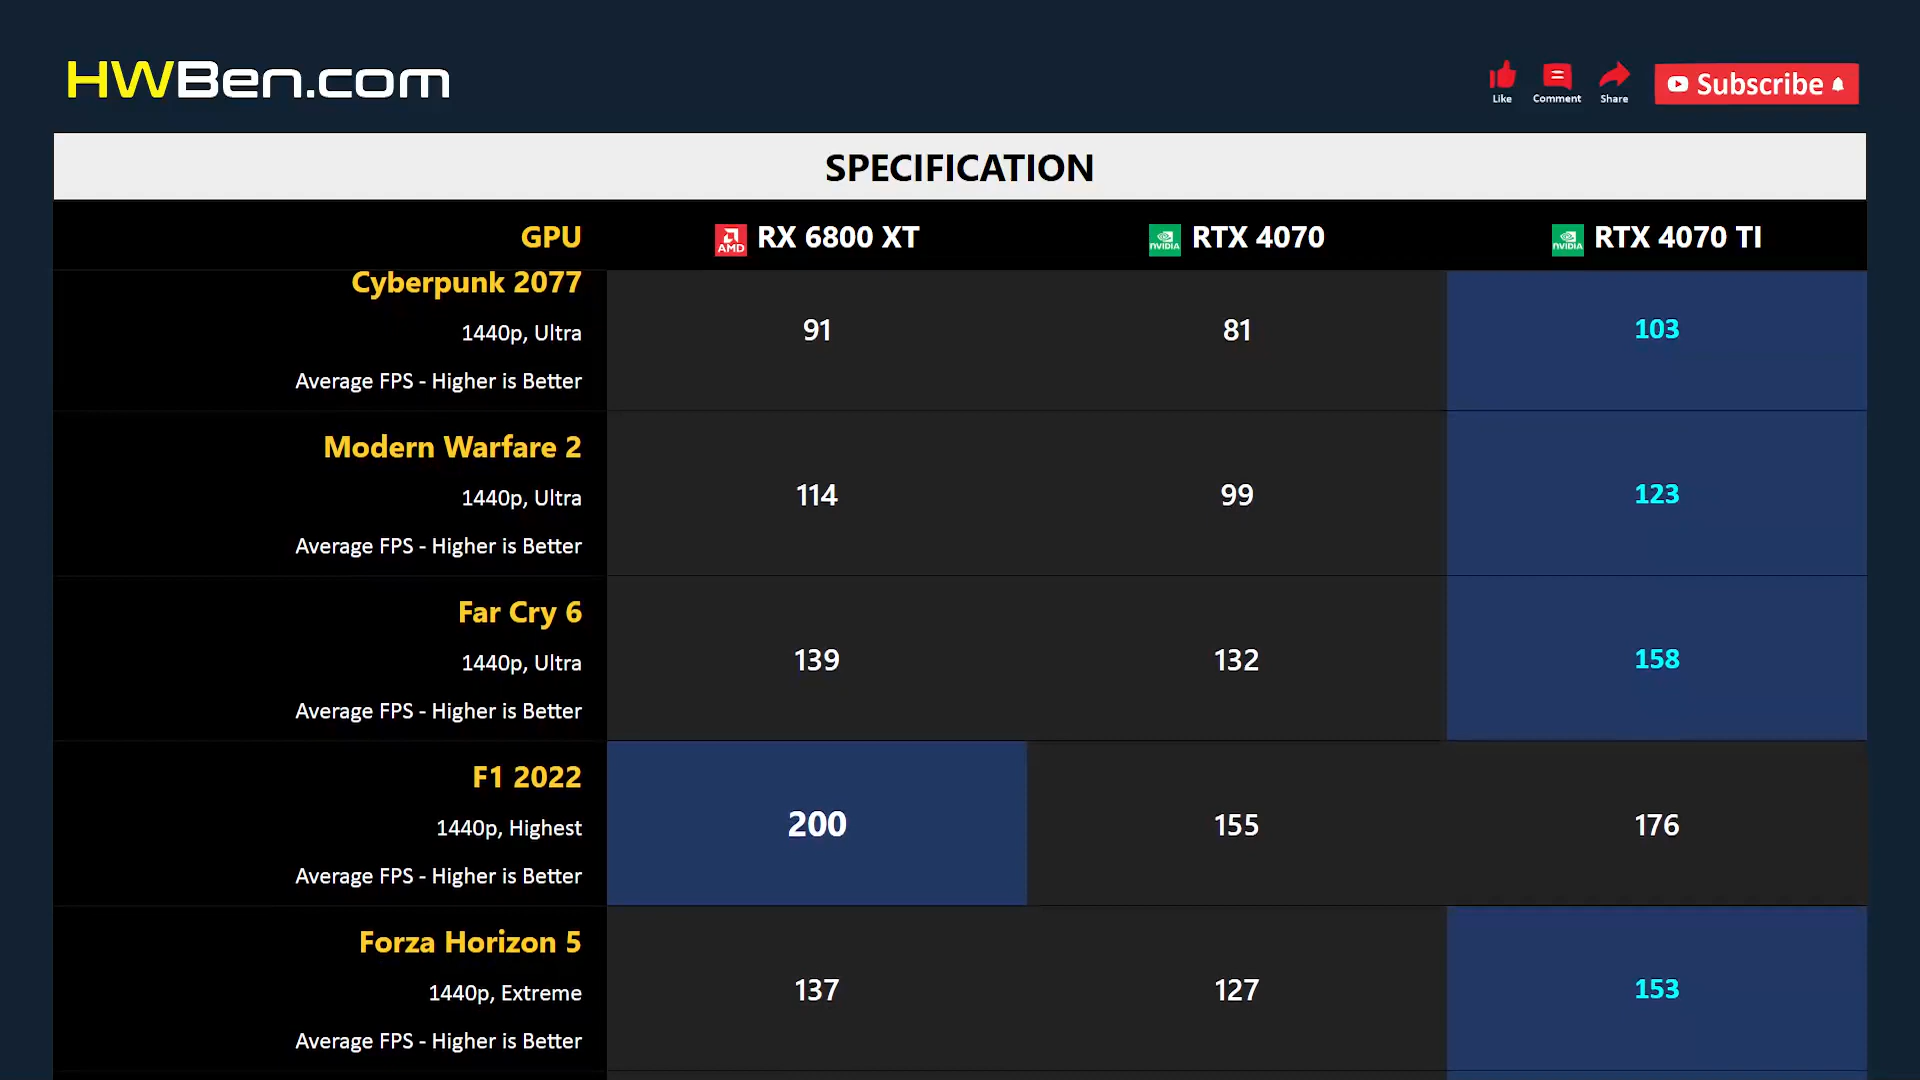 HWBen.com
Like
Comment
Share
Subscribe
SPECIFICATION
GPU
AMD RX 6800 XT
NVIDIA RTX 4070
NVIDIA RTX 4070 TI
Cyberpunk 2077
1440p, Ultra
Average FPS - Higher is Better
91
81
103
Modern Warfare 2
1440p, Ultra
Average FPS - Higher is Better
114
99
123
Far Cry 6
1440p, Ultra
Average FPS - Higher is Better
139
132
158
F1 2022
1440p, Highest
Average FPS - Higher is Better
200
155
176
Forza Horizon 5
1440p, Extreme
Average FPS - Higher is Better
137
127
153